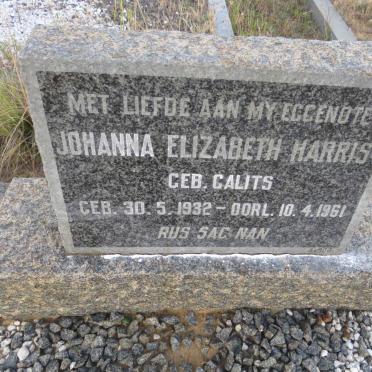 MET LIEFDE AAN MY EGGENOTE
JOHANNA ELIZABETH HARRIS
GEB. CALITS
GEB. 30. 5. 1932 - OORL. 10. 4. 1961
RUS SAG NAN